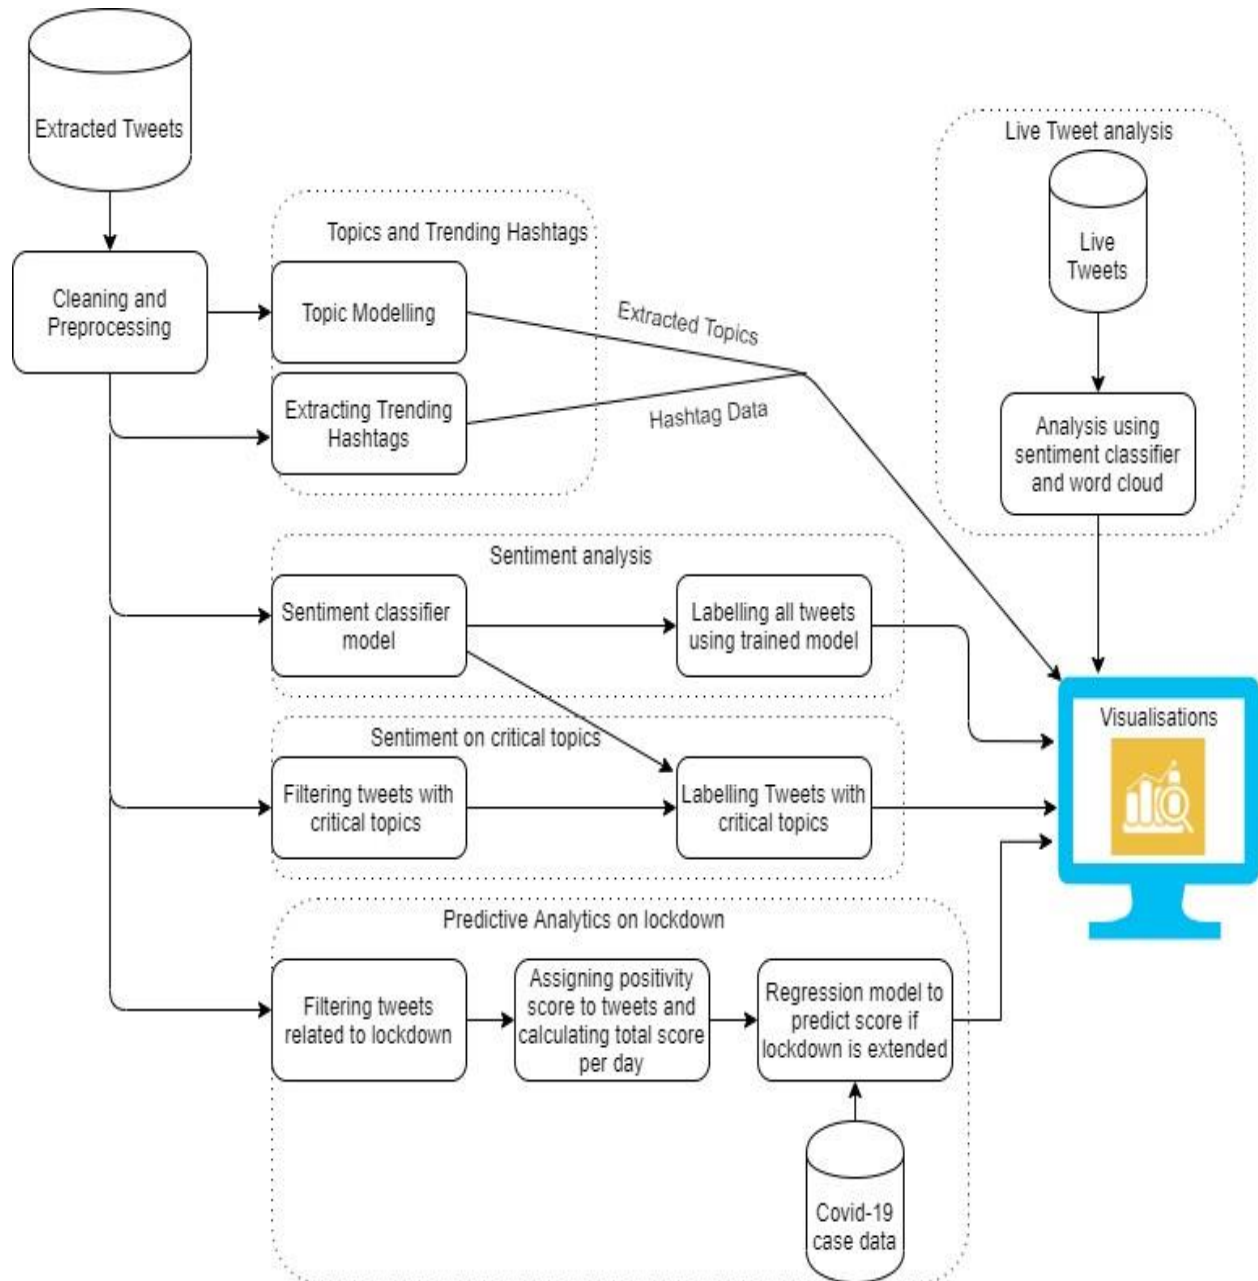 Extracted Tweets
Live Tweet analysis
Live
Tweets
Topics and Trending Hashtags
Cleaning and
Preprocessing
Topic Modelling
Extracted Topics
Extracting Trending
Hashtags
Hashtag Data
Analysis using
sentiment classifier
and word cloud
Sentiment analysis
Sentiment classifier
model
Labelling all tweets
using trained model
Visualisations
Sentiment on critical topics
Filtering tweets with
critical topics
Labelling Tweets with
critical topics
Predictive Analytics on lockdown
Filtering tweets
related to lockdown
Assigning positivity
score to tweets and
calculating total score
per day
Regression model to
predict score if
lockdown is extended
Covid-19
case data